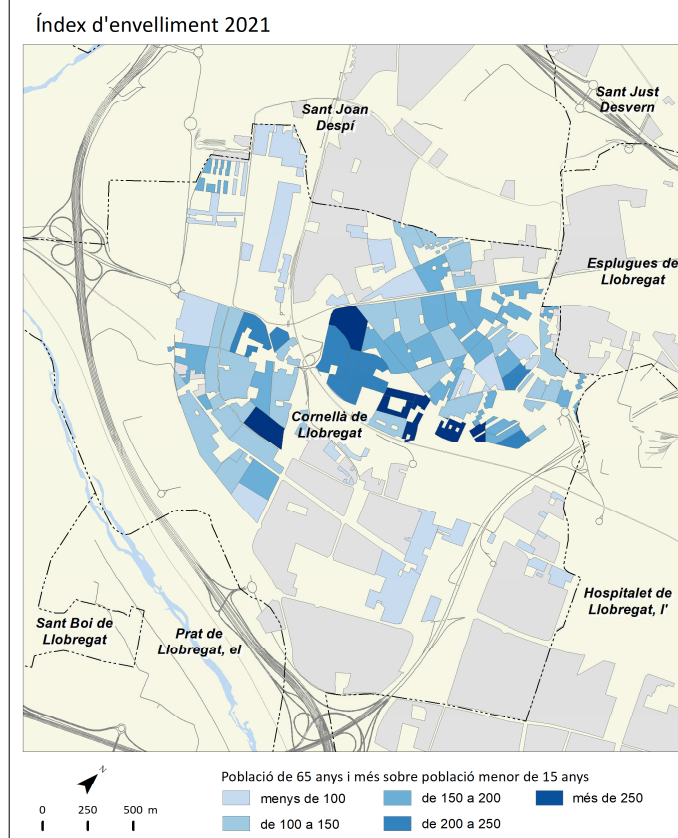 Índex d'envelliment 2021
Sant Just
Desvern
Sant Joan
Despí
Esplugues de
Llobregat
Cornellà de
Llobregat
Hospitalet de
Llobregat, l'
Sant Boi de
Llobregat
Prat de
Llobregat, el
N
0 250 500 m
Població de 65 anys i més sobre població menor de 15 anys
menys de 100
de 150 a 200
més de 250
de 100 a 150
de 200 a 250